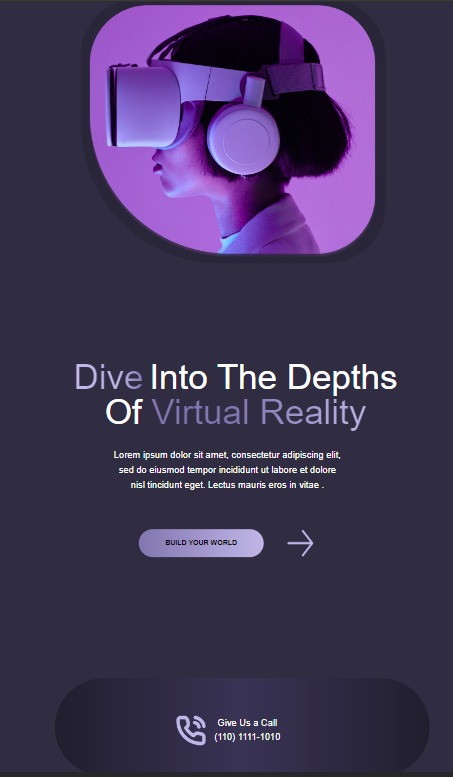 Dive Into The Depths
Of Virtual Reality
Lorem ipsum dolor sit amet, consectetur adipiscing elit,
sed do eiusmod tempor incididunt ut labore et dolore
nisl tincidunt eget. Lectus mauris eros in vitae .
BUILD YOUR WORLD
Give Us a Call
(110) 1111-1010